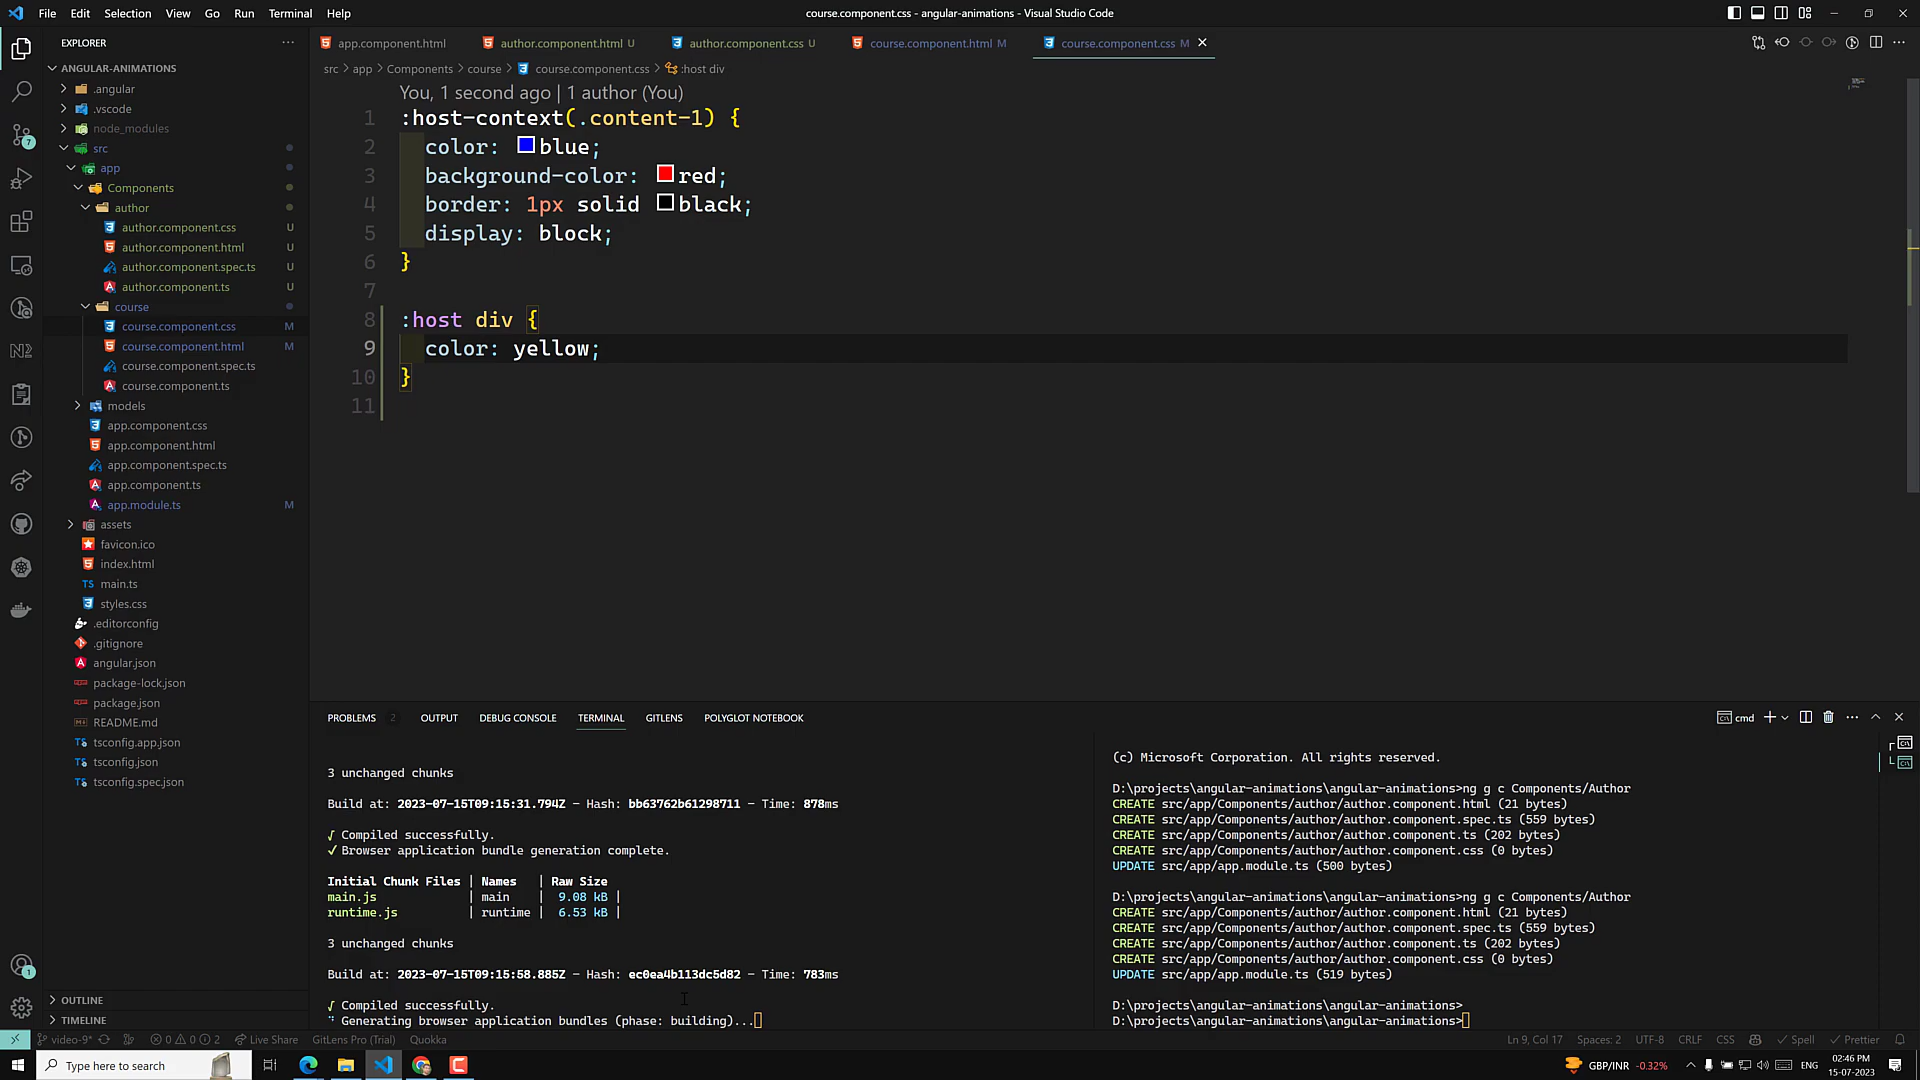 File Edit Selection View Go Run Terminal Help
course.component.css - angular-animations - Visual Studio Code
EXPLORER
ANGULAR-ANIMATIONS
.angular
.vscode
node_modules
src
app
Components
author
author.component.css U
author.component.html U
author.component.spec.ts U
author.component.ts U
course
course.component.css M
course.component.html M
course.component.spec.ts
course.component.ts
models
app.component.css
app.component.html
app.component.spec.ts
app.component.ts
app.module.ts M
assets
favicon.ico
index.html
main.ts
styles.css
.editorconfig
.gitignore
angular.json
package-lock.json
package.json
README.md
tsconfig.app.json
tsconfig.json
tsconfig.spec.json
OUTLINE
TIMELINE
app.component.html author.component.html U author.component.css U course.component.html M course.component.css M
src > app > Components > course > course.component.css > :host div
You, 1 second ago | 1 author (You)
1 :host-context(.content-1) {
2 color: blue;
3 background-color: red;
4 border: 1px solid black;
5 display: block;
6 }
7
8 :host div {
9 color: yellow;
10 }
11
PROBLEMS 2 OUTPUT DEBUG CONSOLE TERMINAL GITLENS POLYGLOT NOTEBOOK
cmd
3 unchanged chunks
Build at: 2023-07-15T09:15:31.794Z - Hash: bb63762b61298711 - Time: 878ms
√ Compiled successfully.
✓ Browser application bundle generation complete.
Initial Chunk Files | Names | Raw Size
main.js | main | 9.08 kB |
runtime.js | runtime | 6.53 kB |
3 unchanged chunks
Build at: 2023-07-15T09:15:58.885Z - Hash: ec0ea4b113dc5d82 - Time: 783ms
√ Compiled successfully.
Generating browser application bundles (phase: building)...
(c) Microsoft Corporation. All rights reserved.
D:\projects\angular-animations\angular-animations>ng g c Components/Author
CREATE src/app/Components/author/author.component.html (21 bytes)
CREATE src/app/Components/author/author.component.spec.ts (559 bytes)
CREATE src/app/Components/author/author.component.ts (202 bytes)
CREATE src/app/Components/author/author.component.css (0 bytes)
UPDATE src/app/app.module.ts (500 bytes)
D:\projects\angular-animations\angular-animations>ng g c Components/Author
CREATE src/app/Components/author/author.component.html (21 bytes)
CREATE src/app/Components/author/author.component.spec.ts (559 bytes)
CREATE src/app/Components/author/author.component.ts (202 bytes)
CREATE src/app/Components/author/author.component.css (0 bytes)
UPDATE src/app/app.module.ts (519 bytes)
D:\projects\angular-animations\angular-animations>
D:\projects\angular-animations\angular-animations>
video-9* 0 0 2 Live Share GitLens Pro (Trial) Quokka
Ln 9, Col 17 Spaces: 2 UTF-8 CRLF CSS Spell Prettier
Type here to search
GBP/INR -0.32% ENG 02:46 PM
15-07-2023